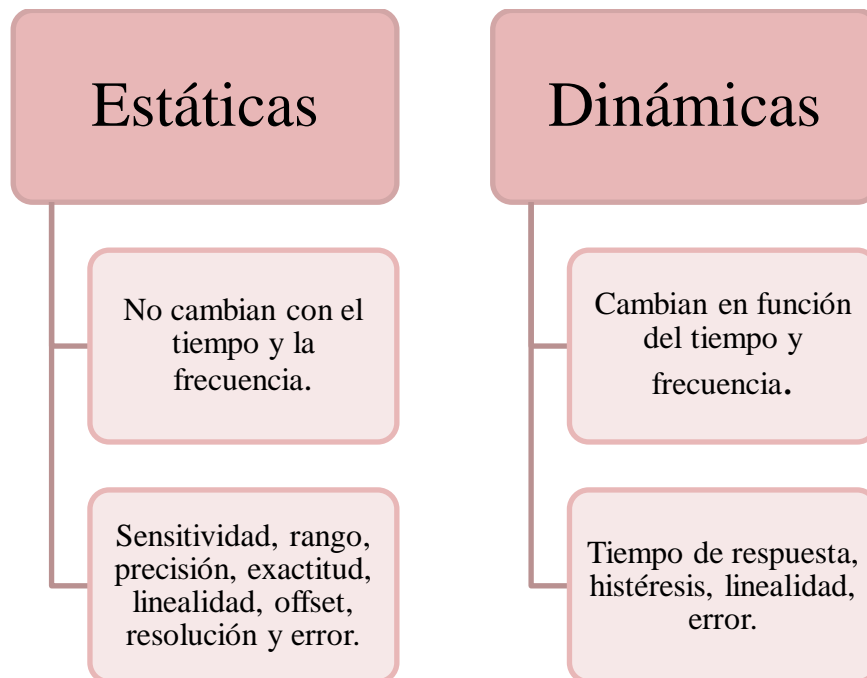 Estáticas
No cambian con el
tiempo y la
frecuencia.
Sensitividad, rango,
precisión, exactitud,
linealidad, offset,
resolución y error.
Dinámicas
Cambian en función
del tiempo y
frecuencia.
Tiempo de respuesta,
histéresis, linealidad,
error.